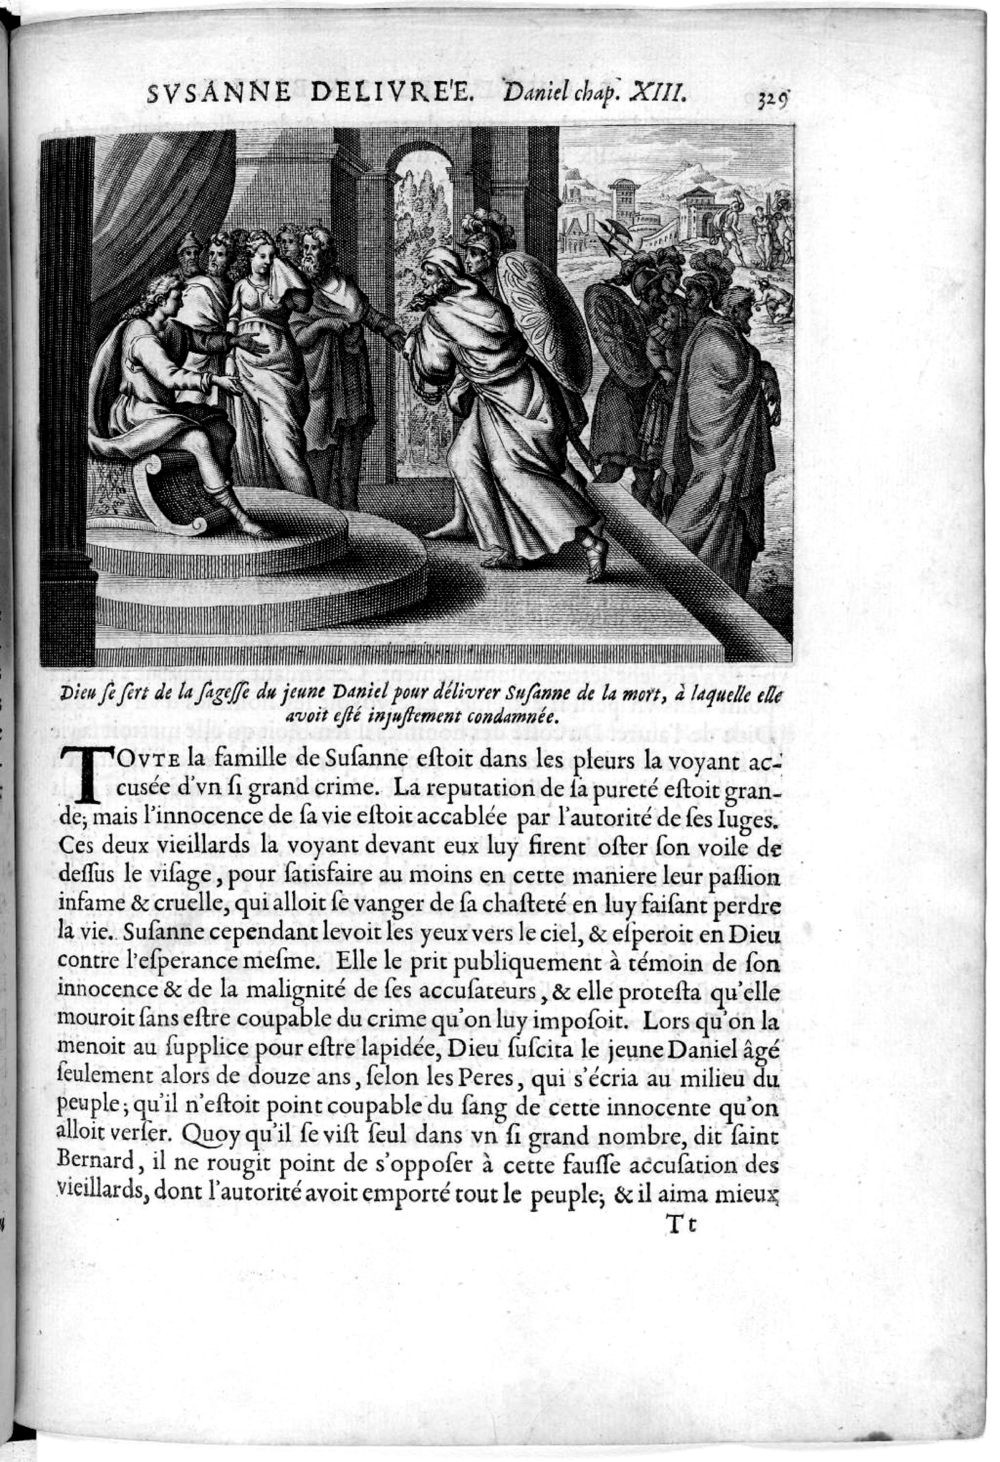 SVSANNE DELIVRE'E. Daniel chap. XIII. 329
Dieu ſe ſert de la ſageſſe du jeune Daniel pour délivrer Suſanne de la mort, à laquelle elle
avoit eſté injuſtement condamnée.
TOVTE la famille de Suſanne eſtoit dans les pleurs la voyant ac-
cusée d'vn ſi grand crime. La reputation de ſa pureté eſtoit gran-
de; mais l'innocence de ſa vie eſtoit accablée par l'autorité de ſes Iuges.
Ces deux vieillards la voyant devant eux luy firent oſter ſon voile de
deſſus le viſage, pour ſatisfaire au moins en cette maniere leur paſſion
infame & cruelle, qui alloit ſe vanger de ſa chaſteté en luy faiſant perdre
la vie. Suſanne cependant levoit les yeux vers le ciel, & eſperoit en Dieu
contre l'eſperance meſme. Elle le prit publiquement à témoin de ſon
innocence & de la malignité de ſes accuſateurs, & elle proteſta qu'elle
mouroit ſans eſtre coupable du crime qu'on luy impoſoit. Lors qu'on la
menoit au ſupplice pour eſtre lapidée, Dieu ſuſcita le jeune Daniel âgé
ſeulement alors de douze ans, ſelon les Peres, qui s'écria au milieu du
peuple; qu'il n'eſtoit point coupable du ſang de cette innocente qu'on
alloit verſer. Quoy qu'il ſe viſt ſeul dans vn ſi grand nombre, dit ſaint
Bernard, il ne rougit point de s'oppoſer à cette fauſſe accuſation des
vieillards, dont l'autorité avoit emporté tout le peuple; & il aima mieux
Tt